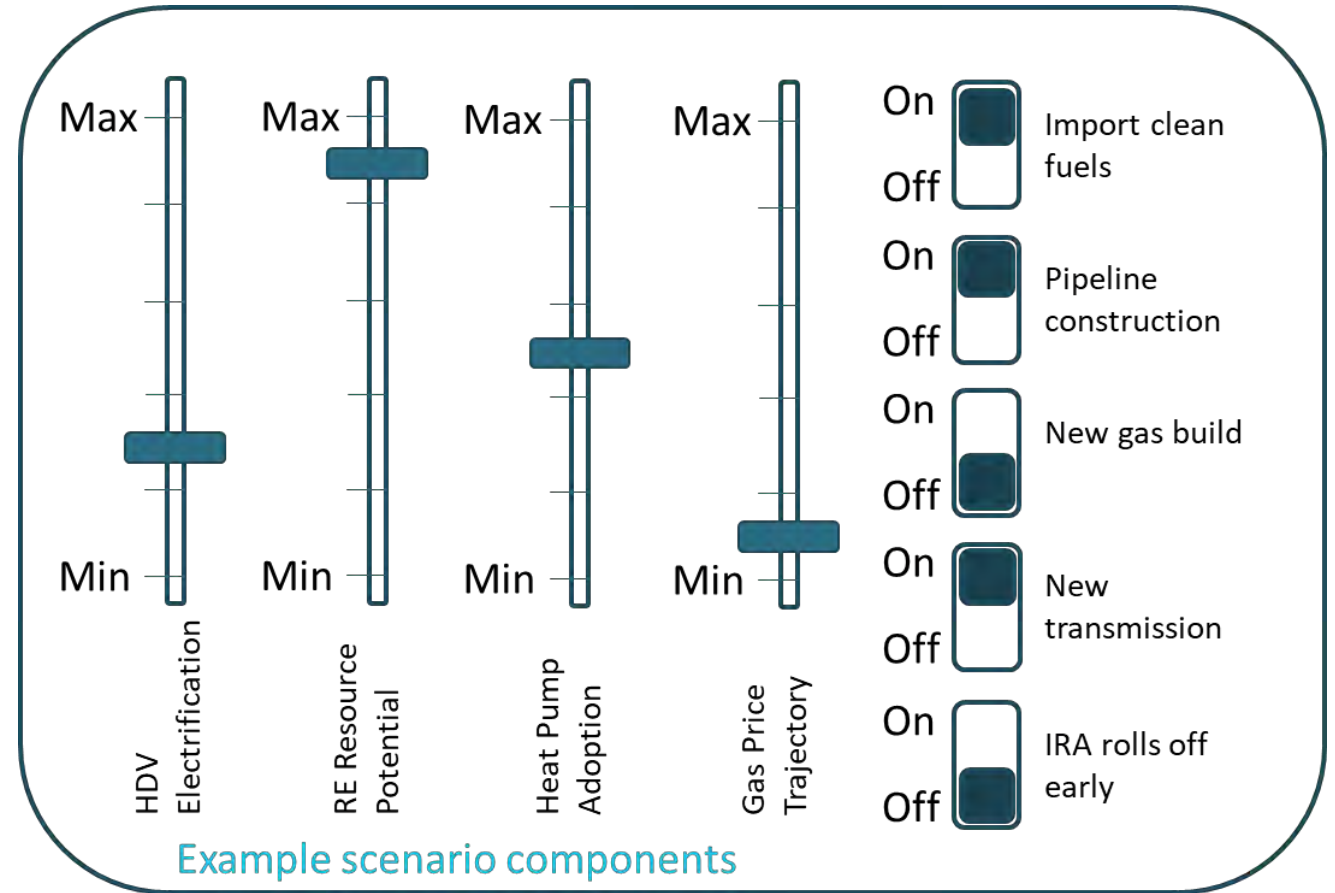 Max
Min
HDV
Electrification
Max
Min
RE Resource
Potential
Max
Min
Heat Pump
Adoption
Max
Min
Gas Price
Trajectory
On
Off
Import clean
fuels
On
Off
Pipeline
construction
On
Off
New gas build
On
Off
New
transmission
On
Off
IRA rolls off
early
Example scenario components